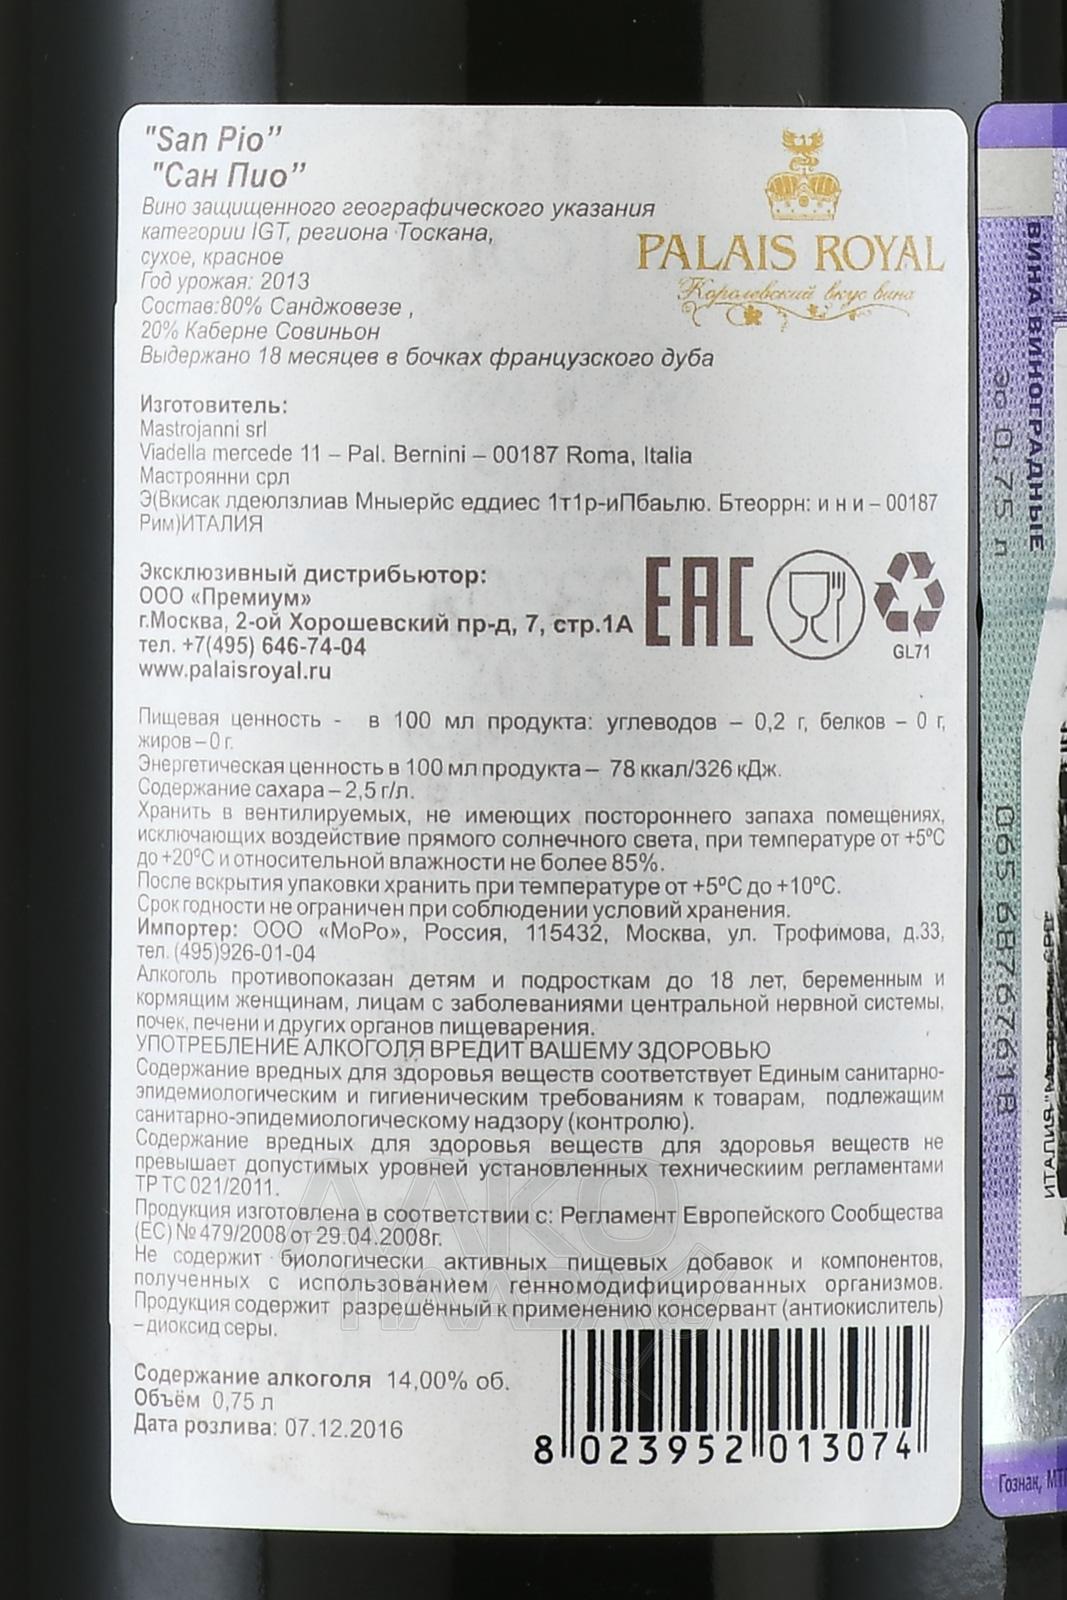 "San Pio”
"Сан Пио”
Вино защищенного географического указания
категории IGT, региона Тоскана,
сухое, красное
Год урожая: 2013
Состав:80% Санджовезе ,
20% Каберне Совиньон
Выдержано 18 месяцев в бочках французского дуба
PALAIS ROYAL
Королевский вкус вина
Изготовитель:
Mastrojanni srl
Viadella mercede 11 – Pal. Bernini – 00187 Roma, Italia
Мастроянни срл
Э(Вкисак лдеюлзлиав Мныерйс еддиес 1т1р-иПбаьлю. Бтеоррн: и н и – 00187
Рим)ИТАЛИЯ
Эксклюзивный дистрибьютор:
ООО «Премиум»
г.Москва, 2-ой Хорошевский пр-д, 7, стр.1А
тел. +7(495) 646-74-04
www.palaisroyal.ru
EAC
GL71
Пищевая ценность - в 100 мл продукта: углеводов – 0,2 г, белков – 0 г,
жиров – 0 г.
Энергетическая ценность в 100 мл продукта – 78 ккал/326 кДж.
Содержание сахара – 2,5 г/л.
Хранить в вентилируемых, не имеющих постороннего запаха помещениях,
исключающих воздействие прямого солнечного света, при температуре от +5ºС
до +20ºС и относительной влажности не более 85%.
После вскрытия упаковки хранить при температуре от +5ºС до +10ºС.
Срок годности не ограничен при соблюдении условий хранения.
Импортер: ООО «МоРо», Россия, 115432, Москва, ул. Трофимова, д.33,
тел. (495)926-01-04
Алкоголь противопоказан детям и подросткам до 18 лет, беременным и
кормящим женщинам, лицам с заболеваниями центральной нервной системы,
почек, печени и других органов пищеварения.
УПОТРЕБЛЕНИЕ АЛКОГОЛЯ ВРЕДИТ ВАШЕМУ ЗДОРОВЬЮ
Содержание вредных для здоровья веществ соответствует Единым санитарно-
эпидемиологическим и гигиеническим требованиям к товарам, подлежащим
санитарно-эпидемиологическому надзору (контролю).
Содержание вредных для здоровья веществ для здоровья веществ не
превышает допустимых уровней установленных техническиим регламентами
ТР ТС 021/2011.
Продукция изготовлена в соответствии с: Регламент Европейского Сообщества
(ЕС) № 479/2008 от 29.04.2008г.
Не содержит биологически активных пищевых добавок и компонентов,
полученных с использованием генномодифицированных организмов.
Продукция содержит разрешённый к применению консервант (антиокислитель)
– диоксид серы.
Содержание алкоголя 14,00% об.
Объём 0,75 л
Дата розлива: 07.12.2016
8 023952 013074
АЛКО
ПЛАЗА
ВИНА ВИНОГРАДНЫЕ
до 0.75 л
065 68767618
Гознак,